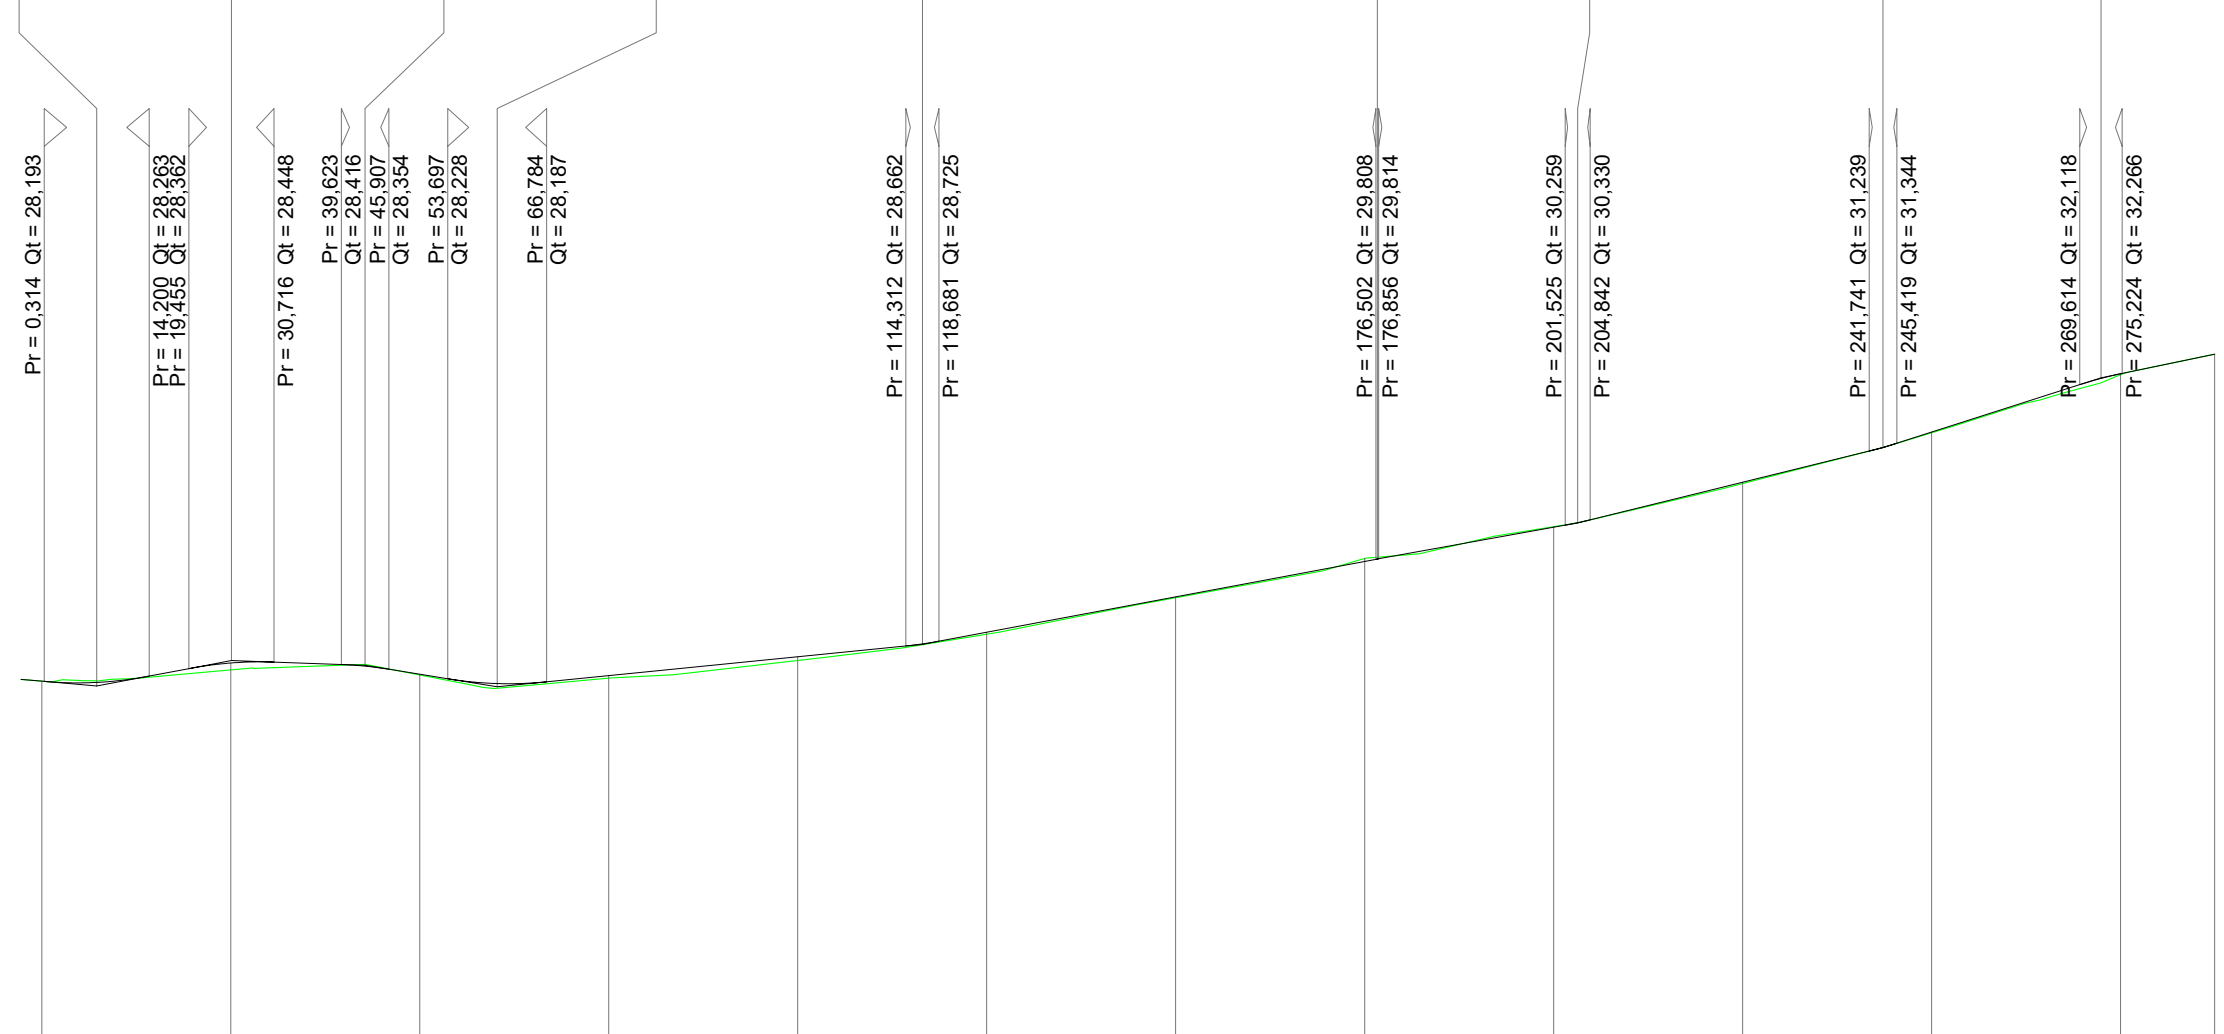 Pr = 0,314 Qt = 28,193
Pr = 14,200 Qt = 28,263
Pr = 19,455 Qt = 28,362
Pr = 30,716 Qt = 28,448
Pr = 39,623
Qt = 28,416
Pr = 45,907
Qt = 28,354
Pr = 53,697
Qt = 28,228
Pr = 66,784
Qt = 28,187
Pr = 114,312 Qt = 28,662
Pr = 118,681 Qt = 28,725
Pr = 176,502 Qt = 29,808
Pr = 176,856 Qt = 29,814
Pr = 201,525 Qt = 30,259
Pr = 204,842 Qt = 30,330
Pr = 241,741 Qt = 31,239
Pr = 245,419 Qt = 31,344
Pr = 269,614 Qt = 32,118
Pr = 275,224 Qt = 32,266